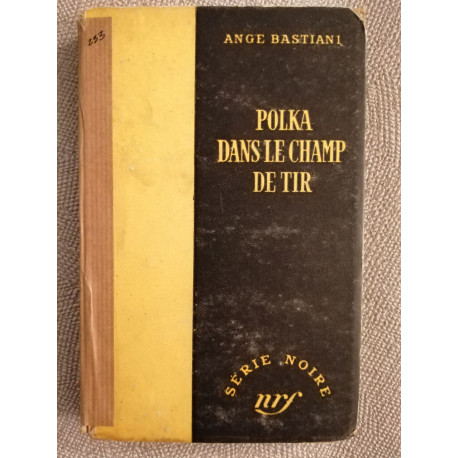 253
ANGE BASTIANI
POLKA
DANS LE CHAMP
DE TIR
SÉRIE NOIRE
nrf